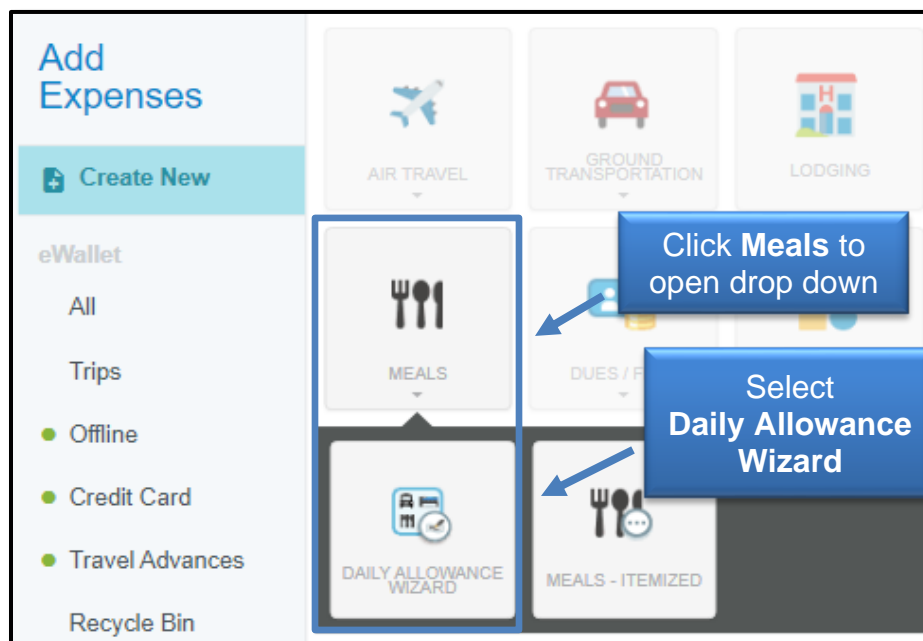 Add
Expenses
Create New
eWallet
All
Trips
Offline
Credit Card
Travel Advances
Recycle Bin
AIR TRAVEL
GROUND
TRANSPORTATION
H
LODGING
MEALS
DUES / F
Click Meals to
open drop down
Select
Daily Allowance
Wizard
DAILY ALLOWANCE
WIZARD
MEALS - ITEMIZED